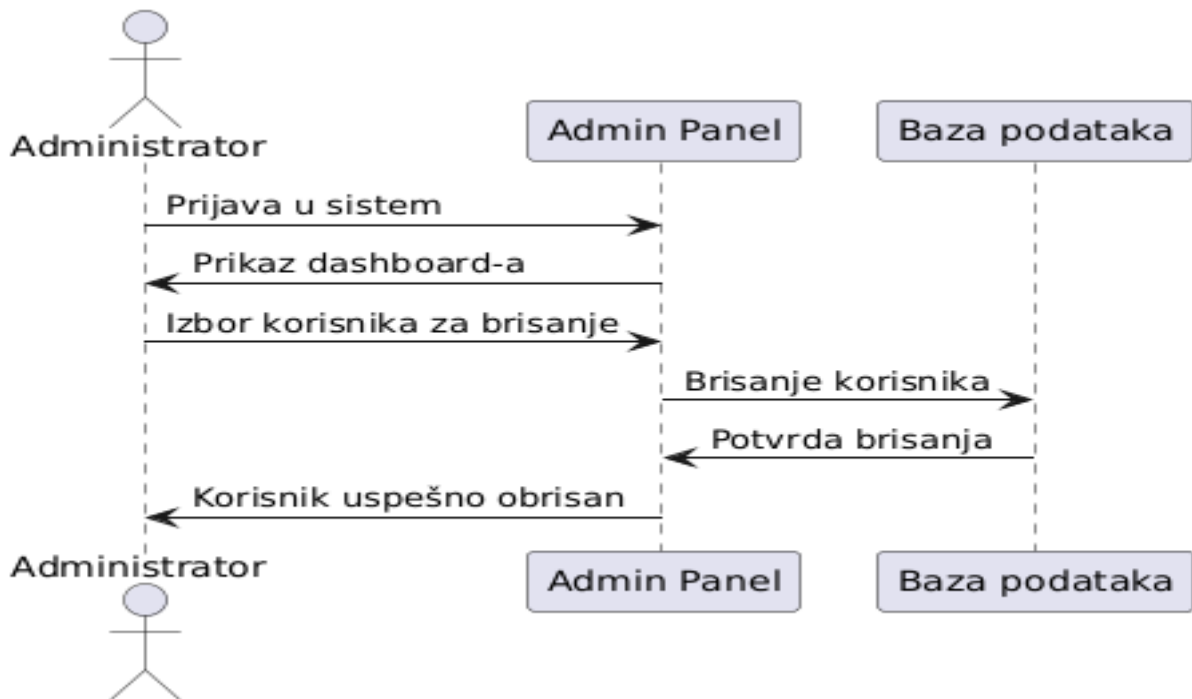 Administrator
Admin Panel
Baza podataka
Prijava u sistem
Prikaz dashboard-a
Izbor korisnika za brisanje
Brisanje korisnika
Potvrda brisanja
Korisnik uspešno obrisan
Administrator
Admin Panel
Baza podataka